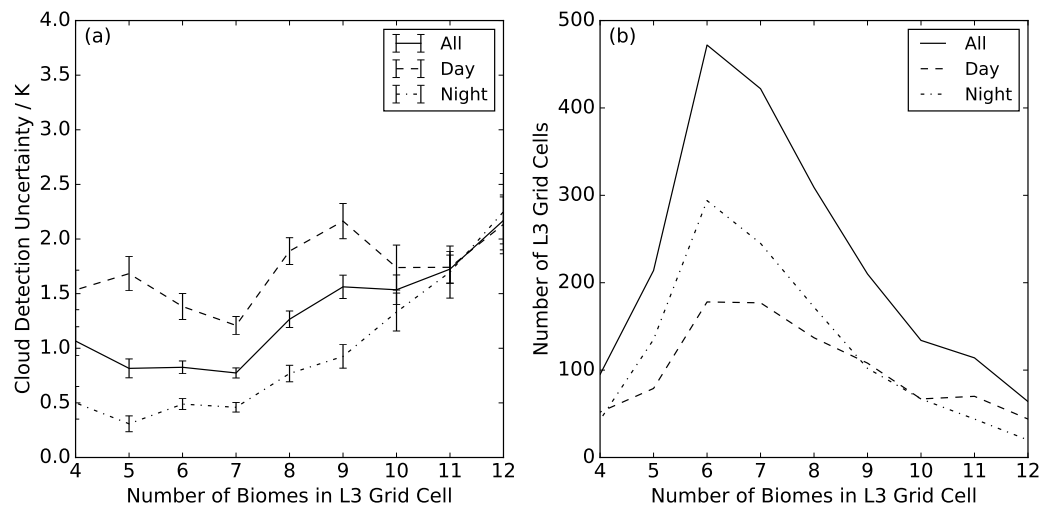 (a)
All
Day
Night
Cloud Detection Uncertainty / K
4.0
3.5
3.0
2.5
2.0
1.5
1.0
0.5
0.0
4 5 6 7 8 9 10 11 12
Number of Biomes in L3 Grid Cell
(b)
All
Day
Night
Number of L3 Grid Cells
500
400
300
200
100
0
4 5 6 7 8 9 10 11 12
Number of Biomes in L3 Grid Cell